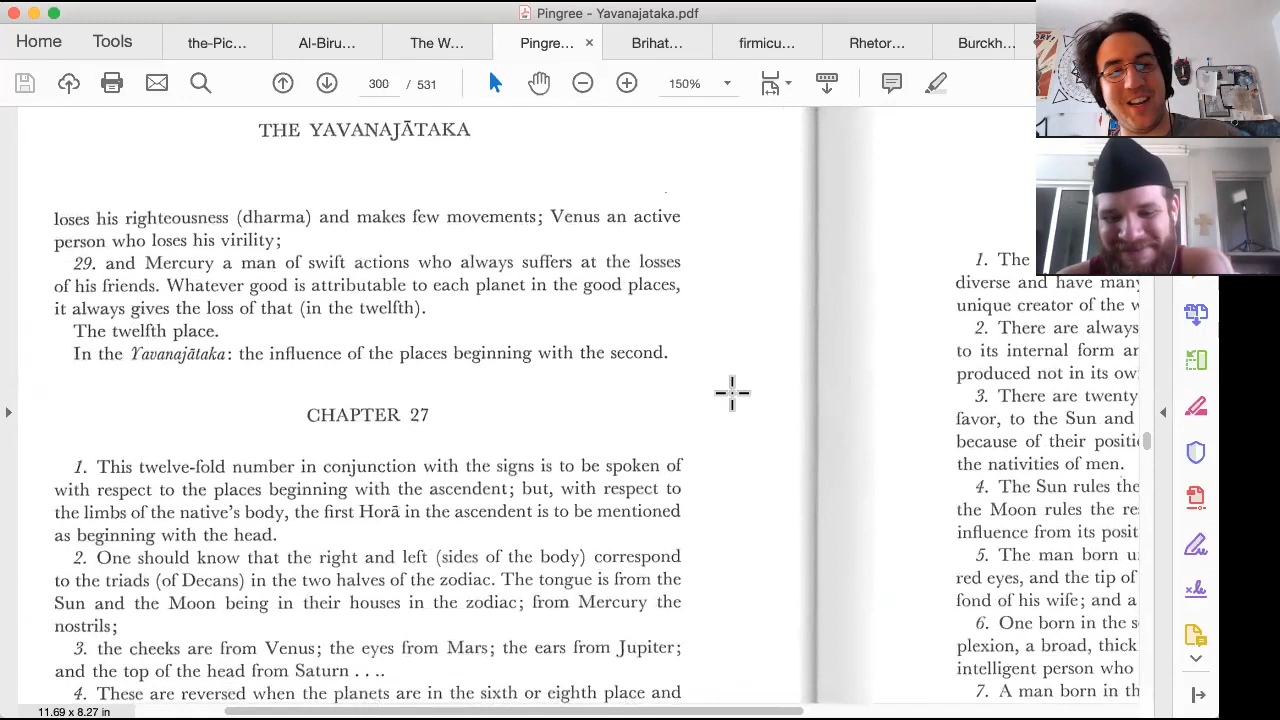 Pingree - Yavanajataka.pdf
Home Tools the-Pic... Al-Biru... The W... Pingre... × Brihat... firmicu... Rhetor... Burckh
300 / 531 150%
THE YAVANAJĀTAKA
loses his righteousness (dharma) and makes few movements; Venus an active
person who loses his virility;
29. and Mercury a man of swift actions who always suffers at the losses
of his friends. Whatever good is attributable to each planet in the good places,
it always gives the loss of that (in the twelfth).
The twelfth place.
In the Yavanajātaka: the influence of the places beginning with the second.
CHAPTER 27
1. This twelve-fold number in conjunction with the signs is to be spoken of
with respect to the places beginning with the ascendent; but, with respect to
the limbs of the native's body, the first Horā in the ascendent is to be mentioned
as beginning with the head.
2. One should know that the right and left (sides of the body) correspond
to the triads (of Decans) in the two halves of the zodiac. The tongue is from the
Sun and the Moon being in their houses in the zodiac; from Mercury the
nostrils;
3. the cheeks are from Venus; the eyes from Mars; the ears from Jupiter;
and the top of the head from Saturn . . . .
4. These are reversed when the planets are in the sixth or eighth place and
1. The
diverse and have many
unique creator of the w
2. There are always
to its internal form an
produced not in its ow
3. There are twenty
favor, to the Sun and
because of their positi
the nativities of men.
4. The Sun rules the
the Moon rules the re
influence from its posit
5. The man born u
red eyes, and the tip of
fond of his wife; and a
6. One born in the s
plexion, a broad, thick
intelligent person who
7. A man born in th
11.69 x 8.27 in